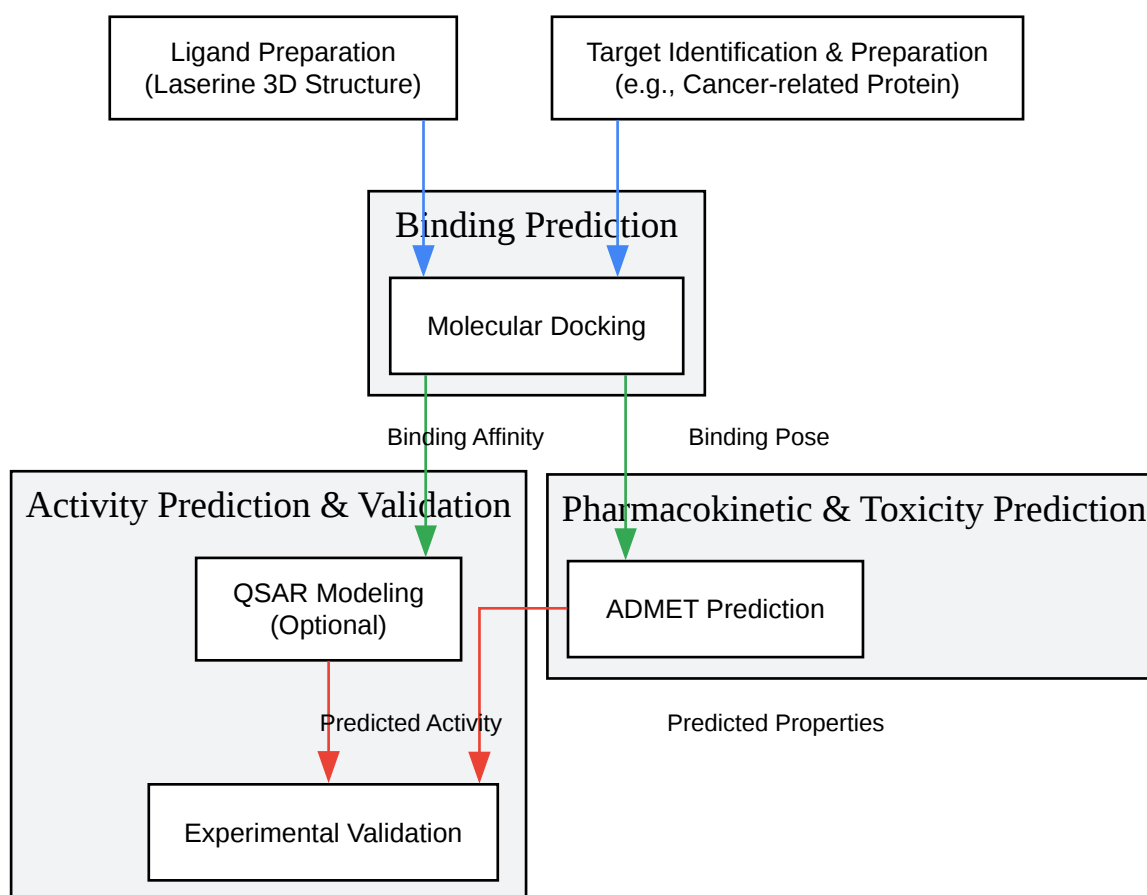 Ligand Preparation
(Laserine 3D Structure)
Target Identification & Preparation
(e.g., Cancer-related Protein)
Binding Prediction
Molecular Docking
Binding Affinity
Binding Pose
Activity Prediction & Validation
Pharmacokinetic & Toxicity Prediction
QSAR Modeling
(Optional)
ADMET Prediction
Predicted Activity
Predicted Properties
Experimental Validation